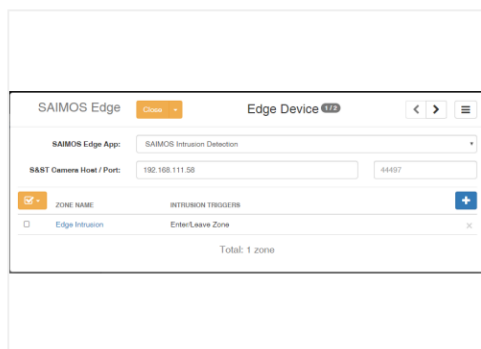 SAIMOS Edge Close Edge Device 1/2
SAIMOS Edge App: SAIMOS Intrusion Detection
S&ST Camera Host / Port: 192.168.111.58 44497
ZONE NAME INTRUSION TRIGGERS
Edge Intrusion Enter/Leave Zone
Total: 1 zone